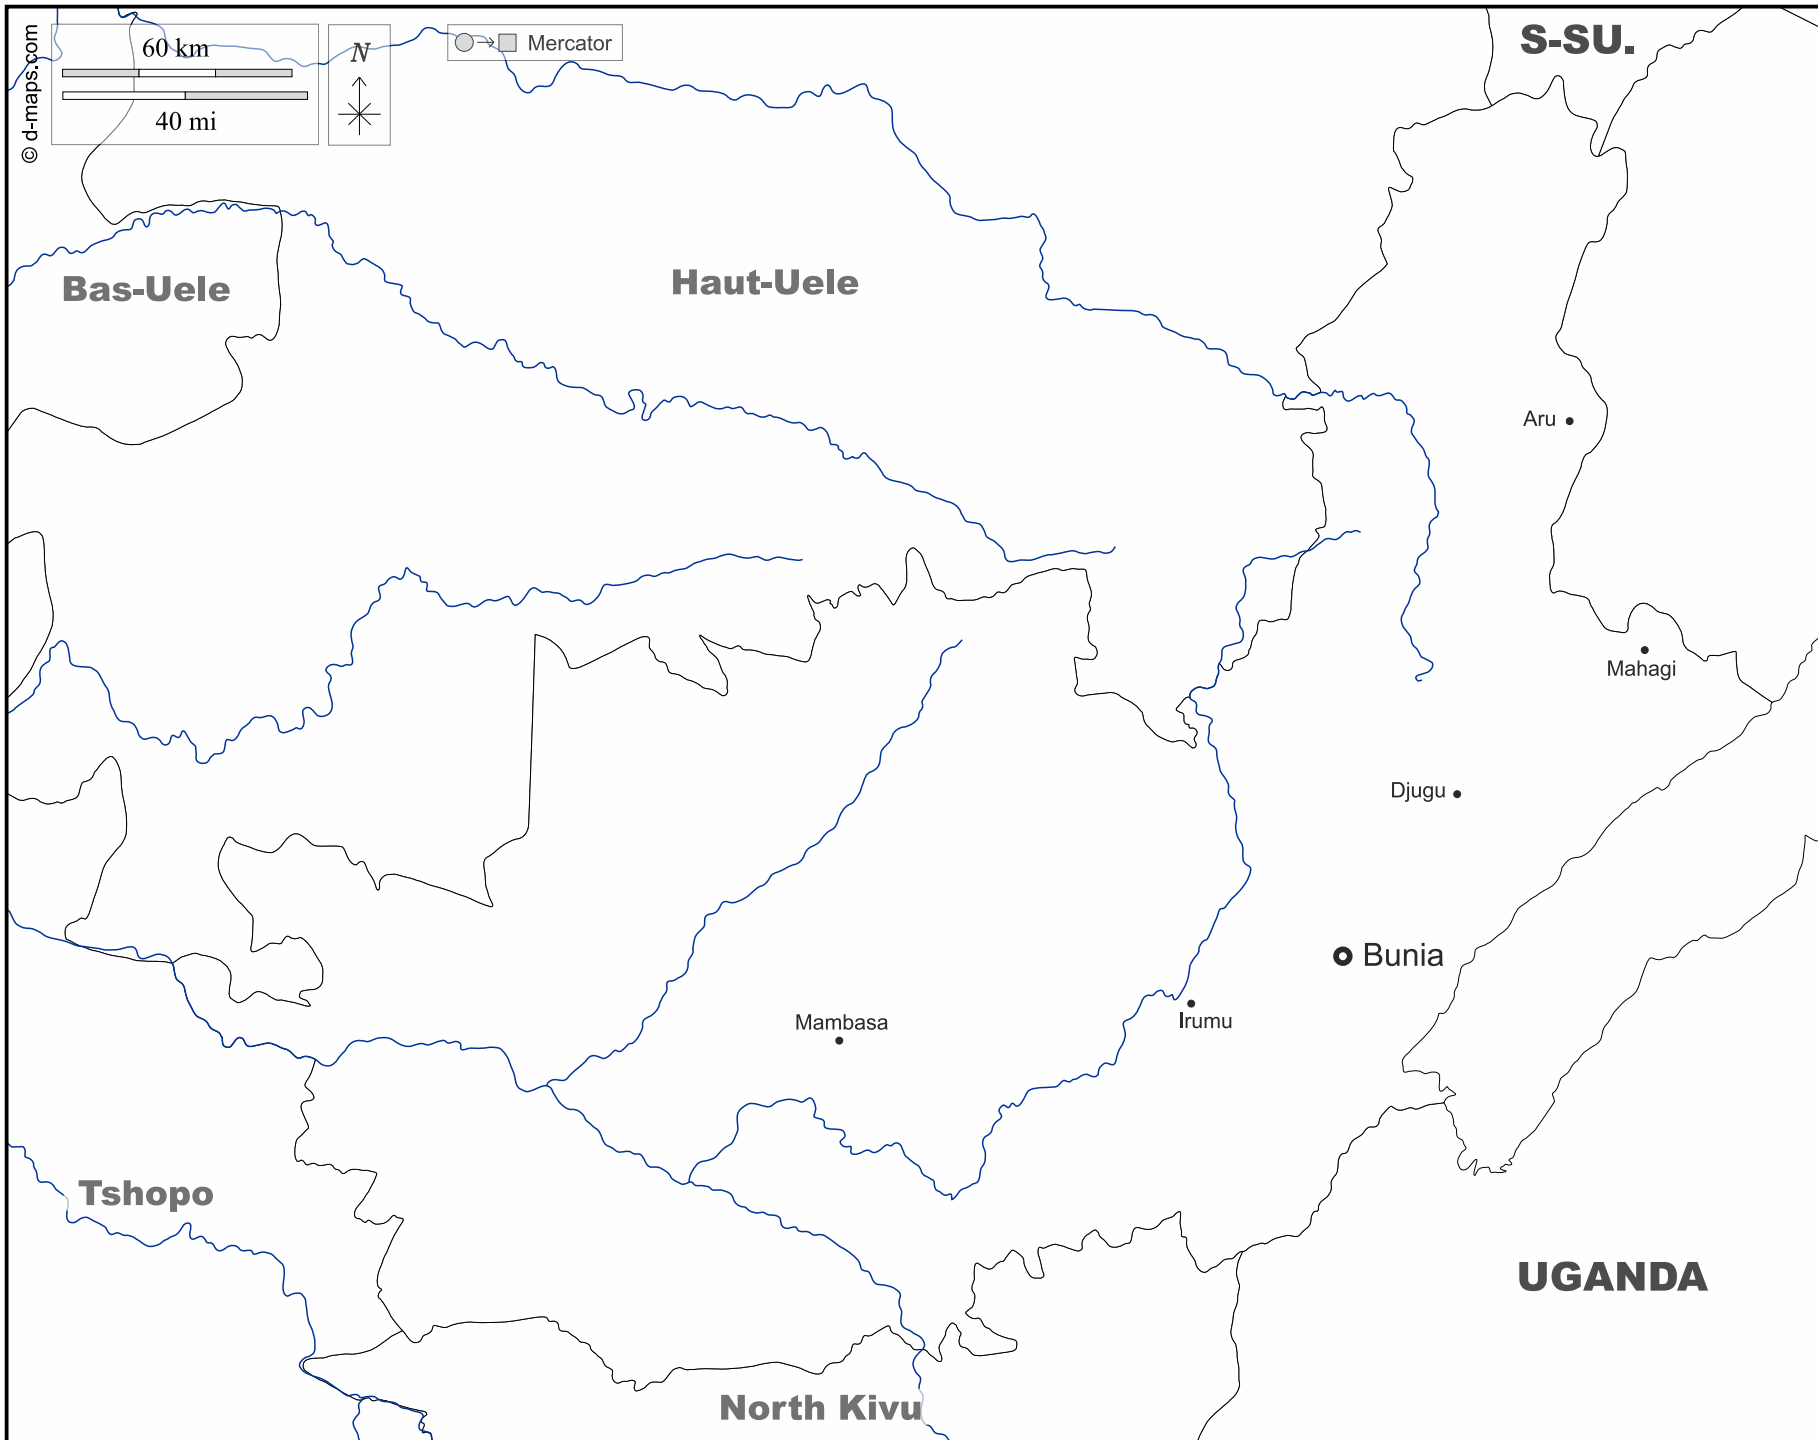 © d-maps.com
60 km
40 mi
N
Mercator
S-SU.
Bas-Uele
Haut-Uele
Aru
Mahagi
Djugu
Bunia
Mambasa
Irumu
Tshopo
UGANDA
North Kivu